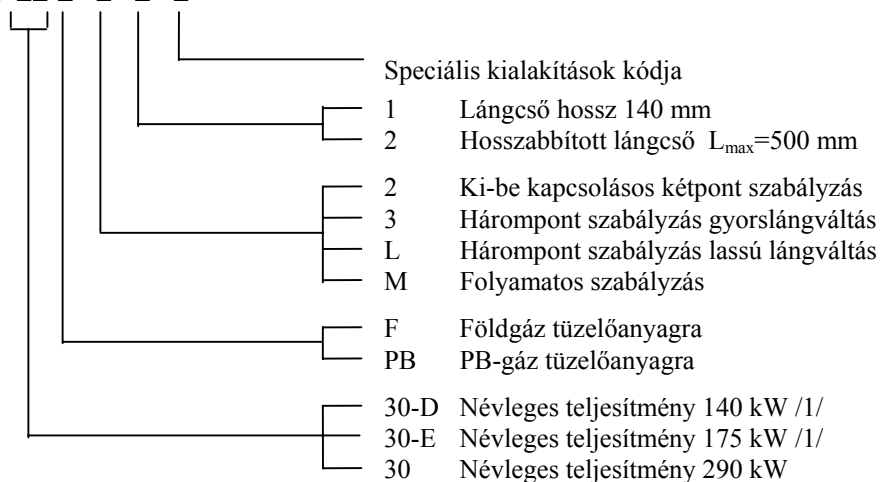 Speciális kialakítások kódja
1 Lángcső hossz 140 mm
2 Hosszabbított lángcső Lmax=500 mm
2 Ki-be kapcsolásos kétpont szabályzás
3 Hárompont szabályzás gyorslángváltás
L Hárompont szabályzás lassú lángváltás
M Folyamatos szabályzás
F Földgáz tüzelőanyagra
PB PB-gáz tüzelőanyagra
30-D Névleges teljesítmény 140 kW /1/
30-E Névleges teljesítmény 175 kW /1/
30 Névleges teljesítmény 290 kW